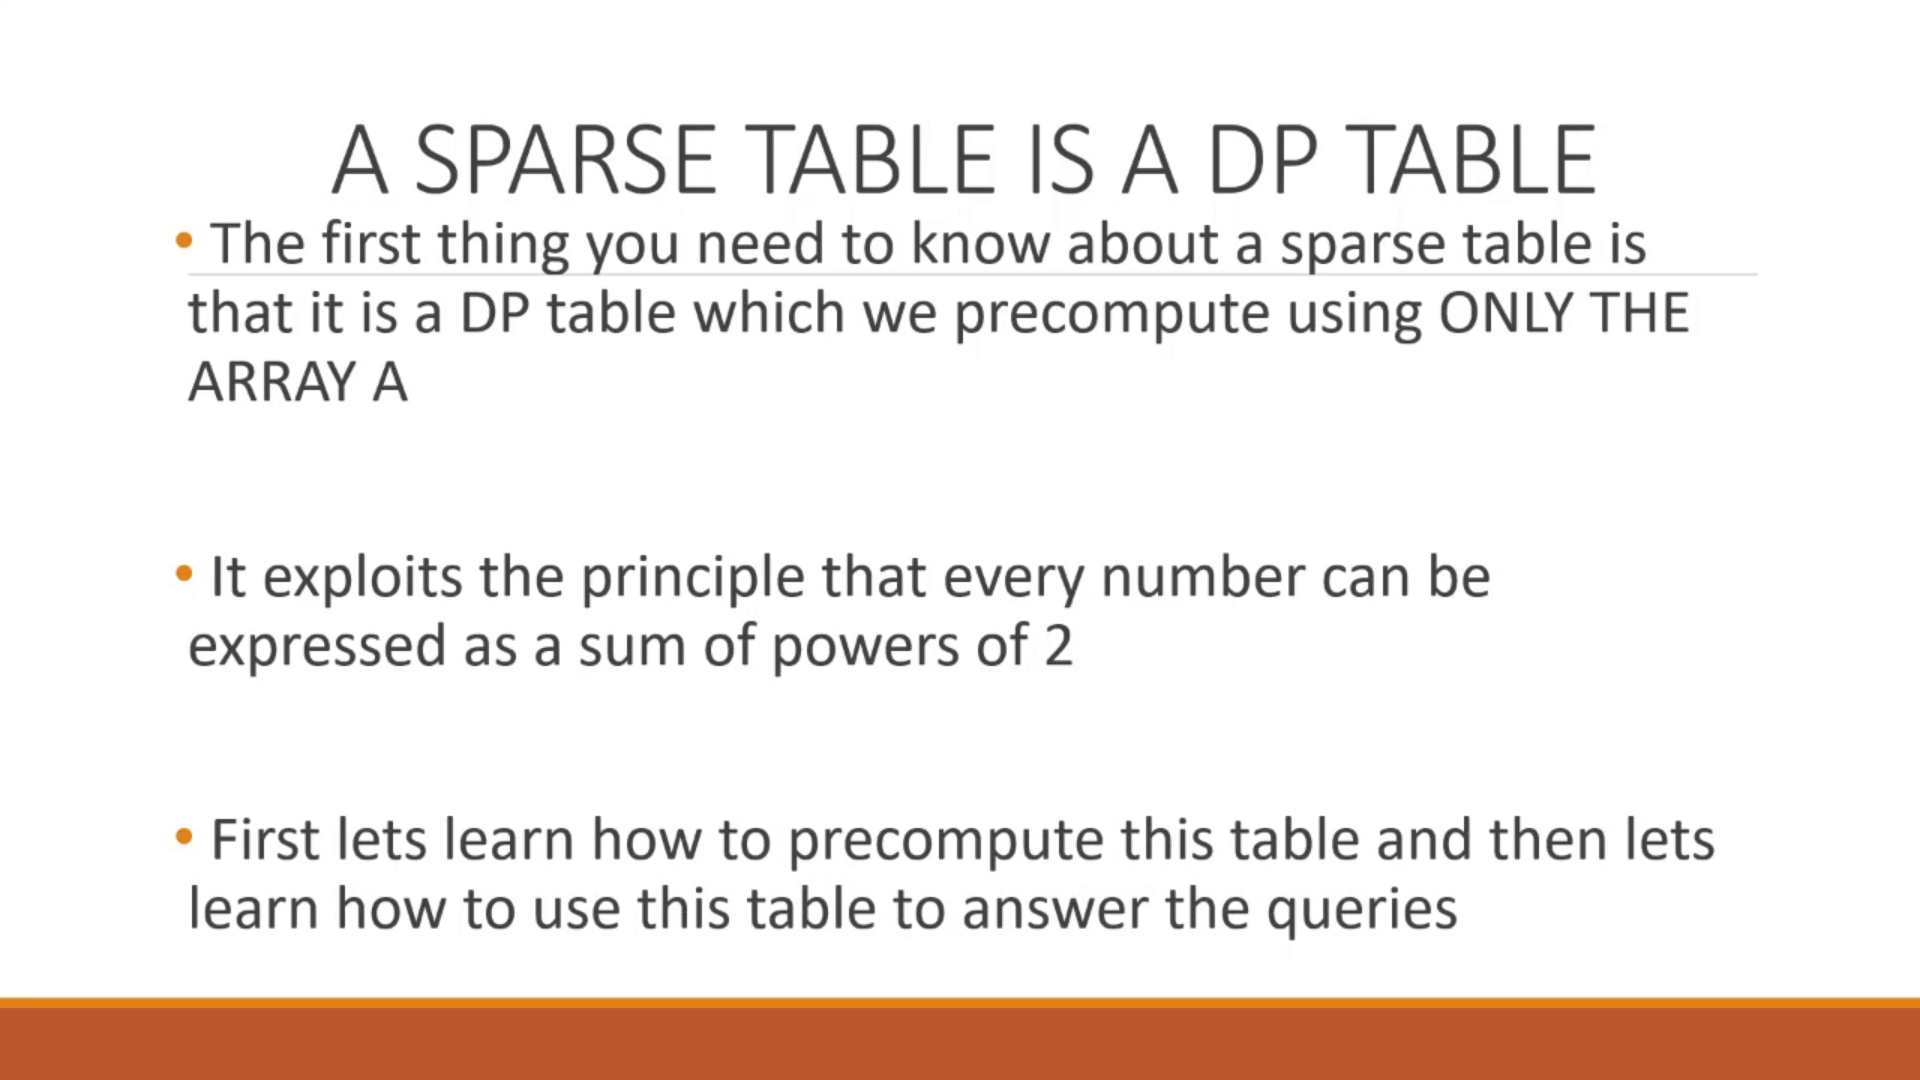 A SPARSE TABLE IS A DP TABLE
• The first thing you need to know about a sparse table is
that it is a DP table which we precompute using ONLY THE
ARRAY A
• It exploits the principle that every number can be
expressed as a sum of powers of 2
• First lets learn how to precompute this table and then lets
learn how to use this table to answer the queries